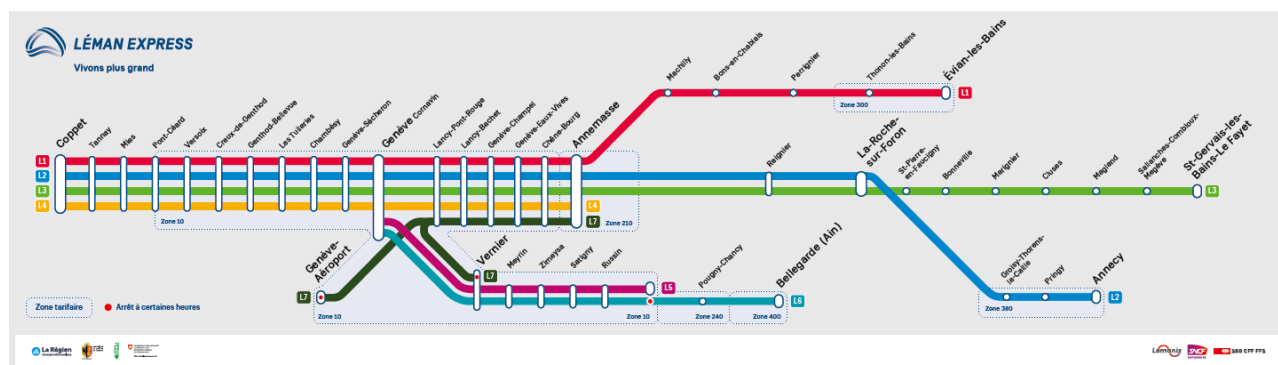 LÉMAN EXPRESS
Vivons plus grand
Coppet
Tannay
Mies
Pont-Céard
Versoix
Creux-de-Genthod
Genthod-Bellevue
Les Tuileries
Chambésy
Genève-Sécheron
Genève Cornavin
Lancy-Pont-Rouge
Lancy-Bachet
Genève-Champel
Genève-Eaux-Vives
Chêne-Bourg
Annemasse
Machilly
Bons-en-Chablais
Perrignier
Thonon-les-Bains
Évian-les-Bains
L1
Zone 300
L1
L2
L3
L4
L4
L7
Zone 10
Zone 210
Reignier
La-Roche-
sur-Foron
St-Pierre-
en-Faucigny
Bonneville
Marignier
Cluses
Magland
Sallanches-Combloux-
Megève
St-Gervais-les-
Bains-Le Fayet
L3
Genève-
Aéroport
L7
Vernier
L7
Meyrin
Zimeysa
Satigny
Russin
L5
Pougny-Chancy
Bellegarde (Ain)
L6
Zone 10
Zone 10
Zone 240
Zone 400
Groisy-Thorens-
la-Caille
Pringy
Annecy
L2
Zone 380
Zone tarifaire
Arrêt à certaines heures
La Région
Lémanis
SNCF
SBB CFF FFS